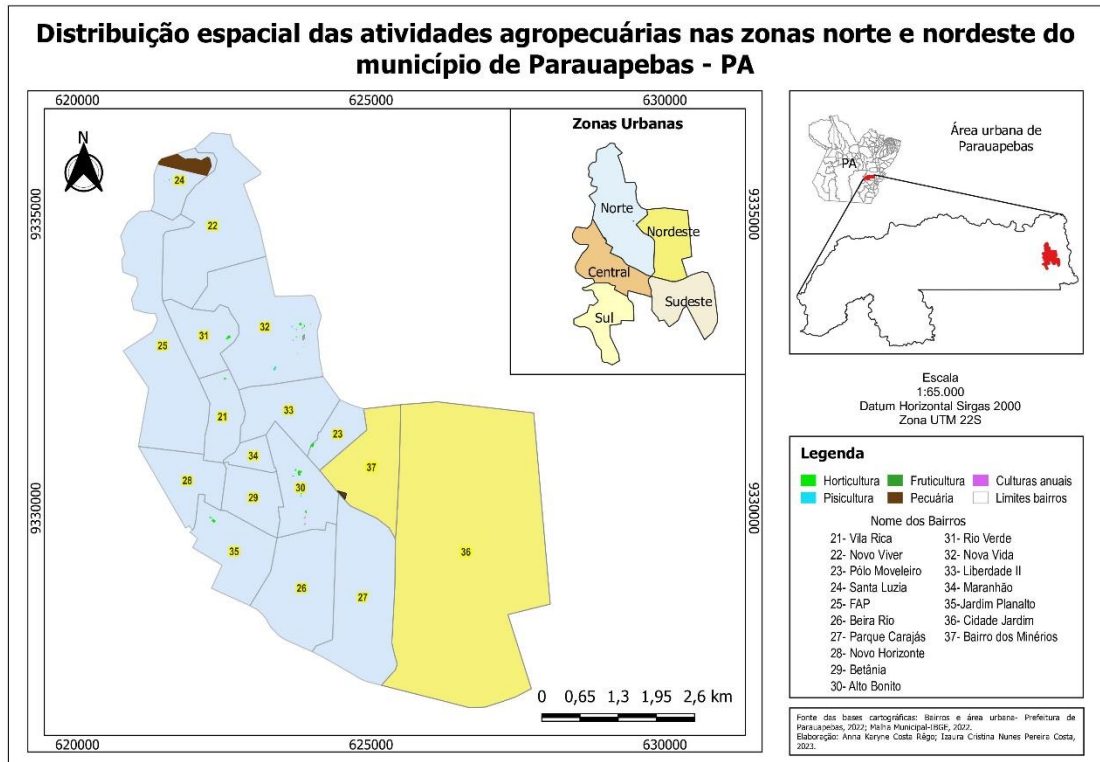 Distribuição espacial das atividades agropecuárias nas zonas norte e nordeste do
município de Parauapebas - PA
620000
625000
630000
9335000
9330000
N
24
22
25
31
32
21
33
23
34
37
28
29
30
35
26
27
36
Zonas Urbanas
Norte
Nordeste
Central
Sudeste
Sul
9335000
9330000
0 0,65 1,3 1,95 2,6 km
620000
625000
630000
Área urbana de
Parauapebas
PA
Escala
1:65.000
Datum Horizontal Sirgas 2000
Zona UTM 22S
Legenda
Horticultura Fruticultura Culturas anuais
Pisicultura Pecuária Limites bairros
Nome dos Bairros
21- Vila Rica 31- Rio Verde
22- Novo Viver 32- Nova Vida
23- Pólo Moveleiro 33- Liberdade II
24- Santa Luzia 34- Maranhão
25- FAP 35-Jardim Planalto
26- Beira Rio 36- Cidade Jardim
27- Parque Carajás 37- Bairro dos Minérios
28- Novo Horizonte
29- Betânia
30- Alto Bonito
Fonte das bases cartográficas: Bairros e área urbana- Prefeitura de
Parauapebas, 2022; Malha Municipal-IBGE, 2022.
Elaboração: Anna Karyne Costa Rêgo; Izaura Cristina Nunes Pereira Costa,
2023.